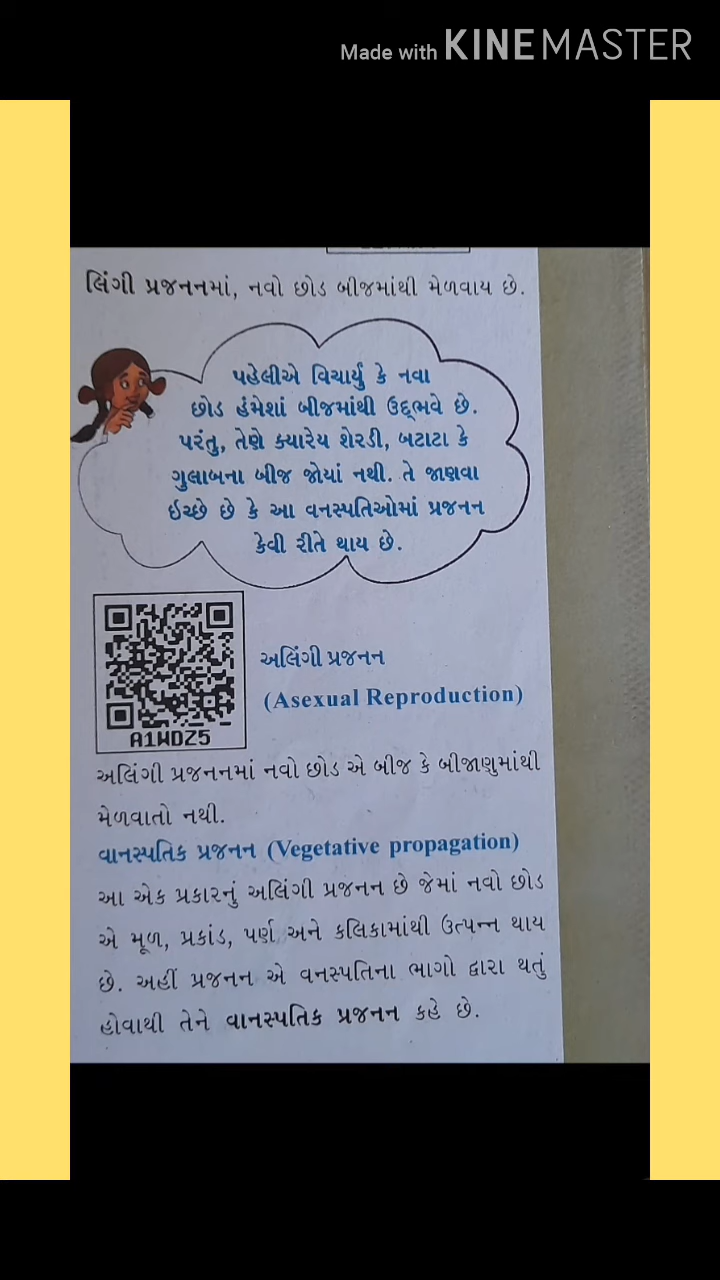 Made with KINEMASTER
લિંગી પ્રજનનમાં, નવો છોડ બીજમાંથી મેળવાય છે.
પહેલીએ વિચાર્યું કે નવા
છોડ હંમેશાં બીજમાંથી ઉદ્ભવે છે.
પરંતુ, તેણે ક્યારેય શેરડી, બટાટા કે
ગુલાબના બીજ જોયાં નથી. તે જાણવા
ઇચ્છે છે કે આ વનસ્પતિઓમાં પ્રજનન
કેવી રીતે થાય છે.
A1WDZ5
અલિંગી પ્રજનન
(Asexual Reproduction)
અલિંગી પ્રજનનમાં નવો છોડ એ બીજ કે બીજાણુમાંથી
મેળવાતો નથી.
વાનસ્પતિક પ્રજનન (Vegetative propagation)
આ એક પ્રકારનું અલિંગી પ્રજનન છે જેમાં નવો છોડ
એ મૂળ, પ્રકાંડ, પર્ણ અને કલિકામાંથી ઉત્પન્ન થાય
છે. અહીં પ્રજનન એ વનસ્પતિના ભાગો દ્વારા થતું
હોવાથી તેને વાનસ્પતિક પ્રજનન કહે છે.